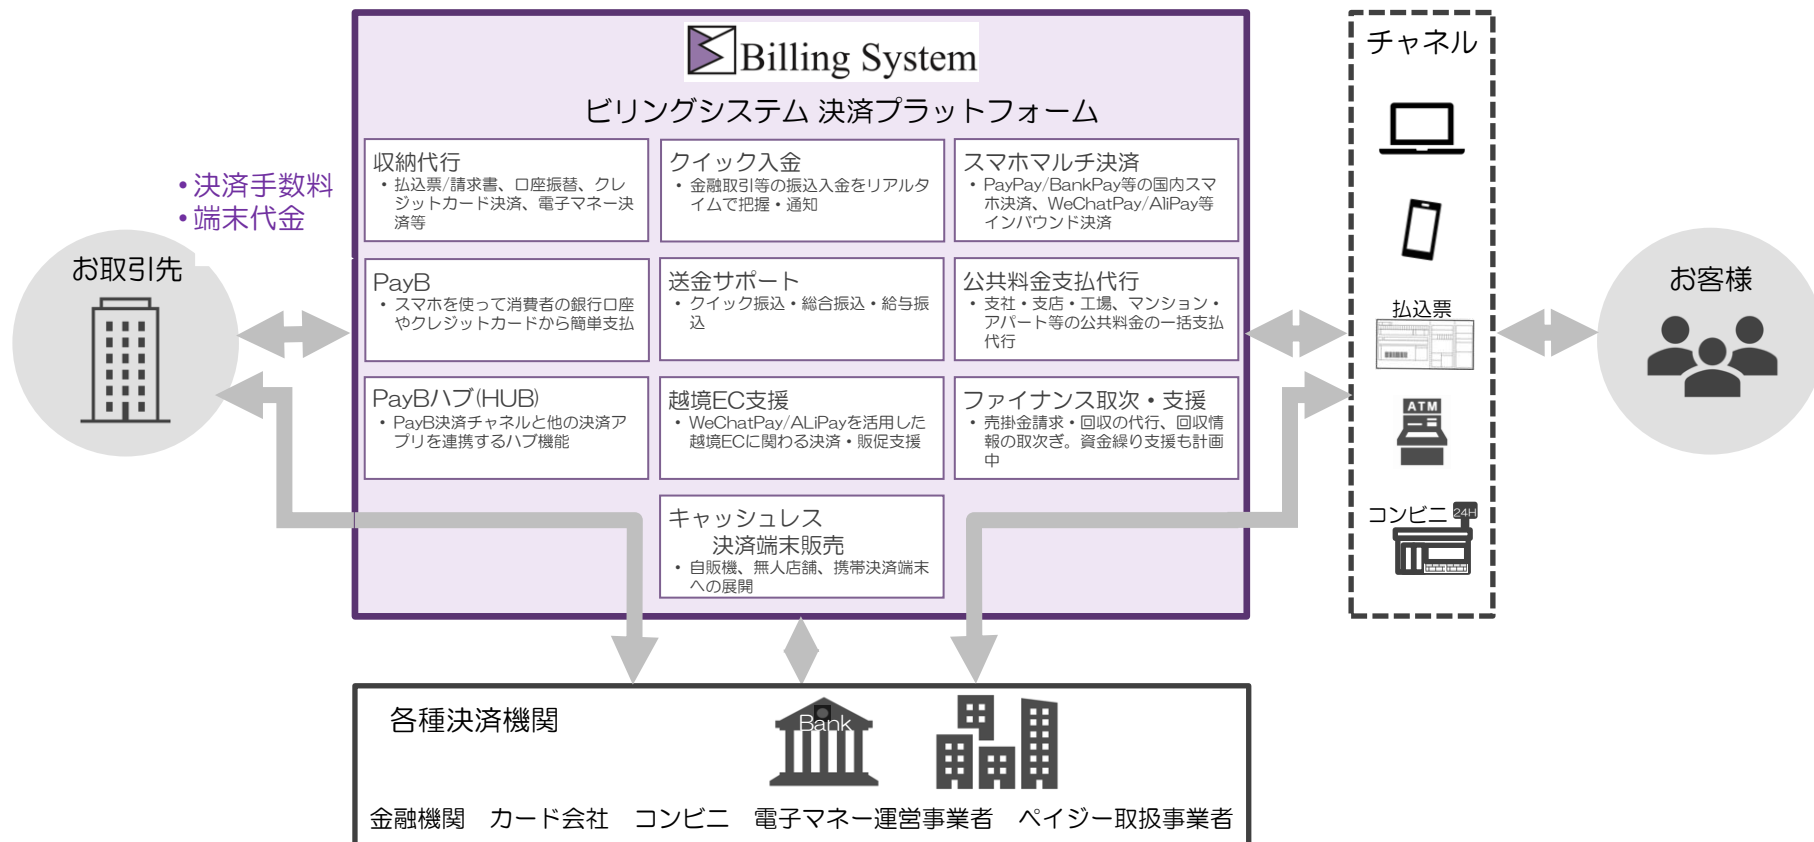 Billing System
ビリングシステム 決済プラットフォーム
•決済手数料
•端末代金
お取引先
収納代行
• 払込票/請求書、口座振替、クレ
ジットカード決済、電子マネー決
済等
クイック入金
• 金融取引等の振込入金をリアルタ
イムで把握・通知
スマホマルチ決済
• PayPay/BankPay等の国内スマ
ホ決済、WeChatPay/AliPay等
インバウンド決済
PayB
• スマホを使って消費者の銀行口座
やクレジットカードから簡単支払
送金サポート
• クイック振込・総合振込・給与振
込
公共料金支払代行
• 支社・支店・工場、マンション・
アパート等の公共料金の一括支払
代行
PayBハブ(HUB)
• PayB決済チャネルと他の決済ア
プリを連携するハブ機能
越境EC支援
• WeChatPay/ALiPayを活用した
越境ECに関わる決済・販促支援
ファイナンス取次・支援
• 売掛金請求・回収の代行、回収情
報の取次ぎ。資金繰り支援も計画
中
キャッシュレス
決済端末販売
• 自販機、無人店舗、携帯決済端末
への展開
チャネル
払込票
ATM
コンビニ
24H
お客様
各種決済機関
Bank
金融機関 カード会社 コンビニ 電子マネー運営事業者 ペイジー取扱事業者